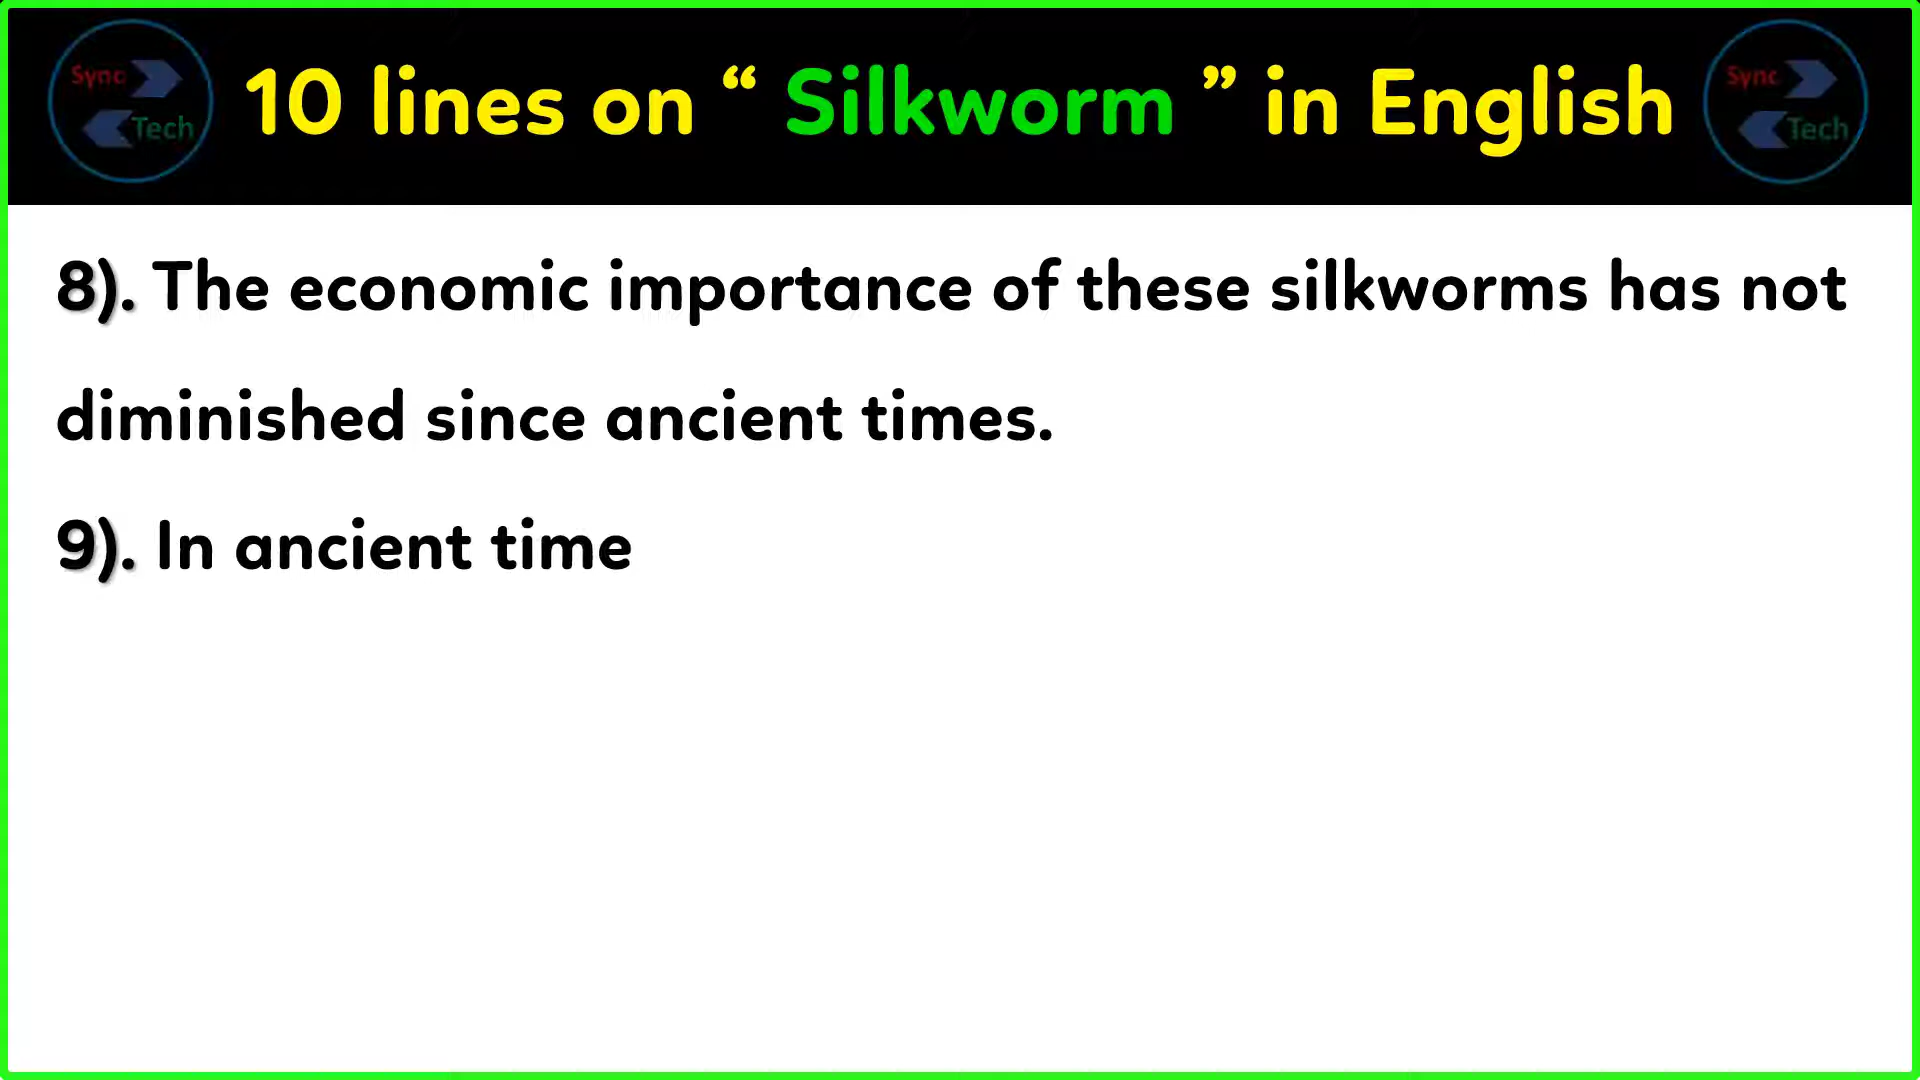 Sync
Tech
10 lines on “ Silkworm ” in English
Sync
Tech
8). The economic importance of these silkworms has not
diminished since ancient times.
9). In ancient time